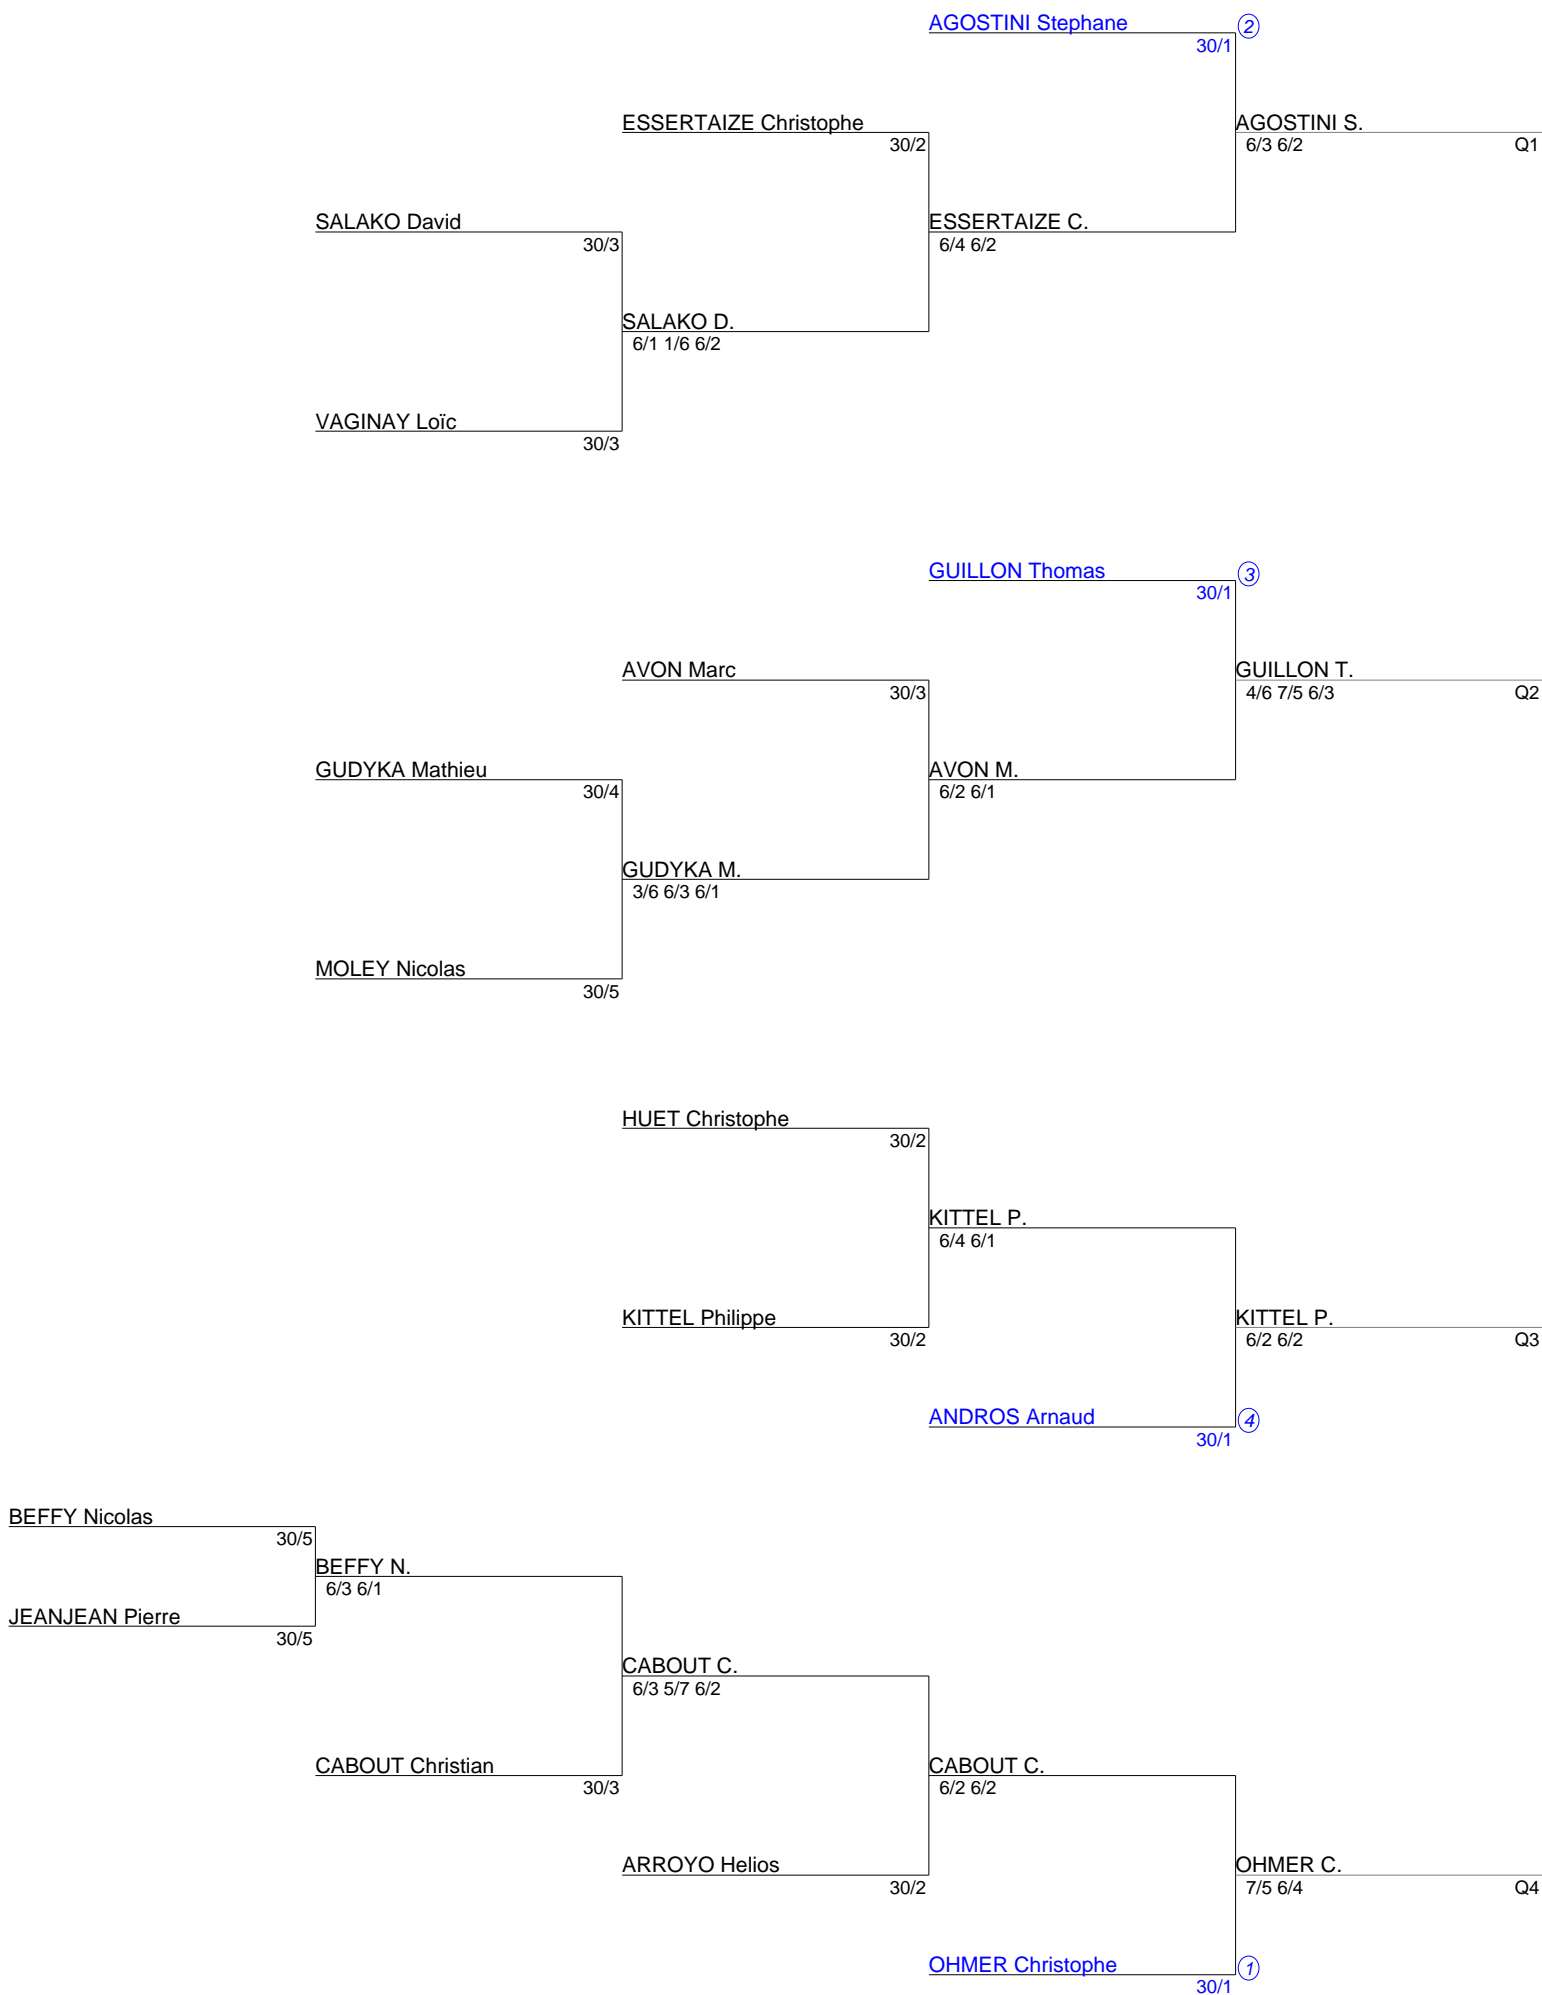 AGOSTINI Stephane
2
30/1
ESSERTAIZE Christophe
30/2
AGOSTINI S.
6/3 6/2
Q1
SALAKO David
30/3
ESSERTAIZE C.
6/4 6/2
SALAKO D.
6/1 1/6 6/2
VAGINAY Loïc
30/3
GUILLON Thomas
3
30/1
AVON Marc
30/3
GUILLON T.
4/6 7/5 6/3
Q2
GUDYKA Mathieu
30/4
AVON M.
6/2 6/1
GUDYKA M.
3/6 6/3 6/1
MOLEY Nicolas
30/5
HUET Christophe
30/2
KITTEL P.
6/4 6/1
KITTEL Philippe
30/2
KITTEL P.
6/2 6/2
Q3
ANDROS Arnaud
4
30/1
BEFFY Nicolas
30/5
BEFFY N.
6/3 6/1
JEANJEAN Pierre
30/5
CABOUT C.
6/3 5/7 6/2
CABOUT Christian
30/3
CABOUT C.
6/2 6/2
ARROYO Helios
30/2
OHMER C.
7/5 6/4
Q4
OHMER Christophe
1
30/1